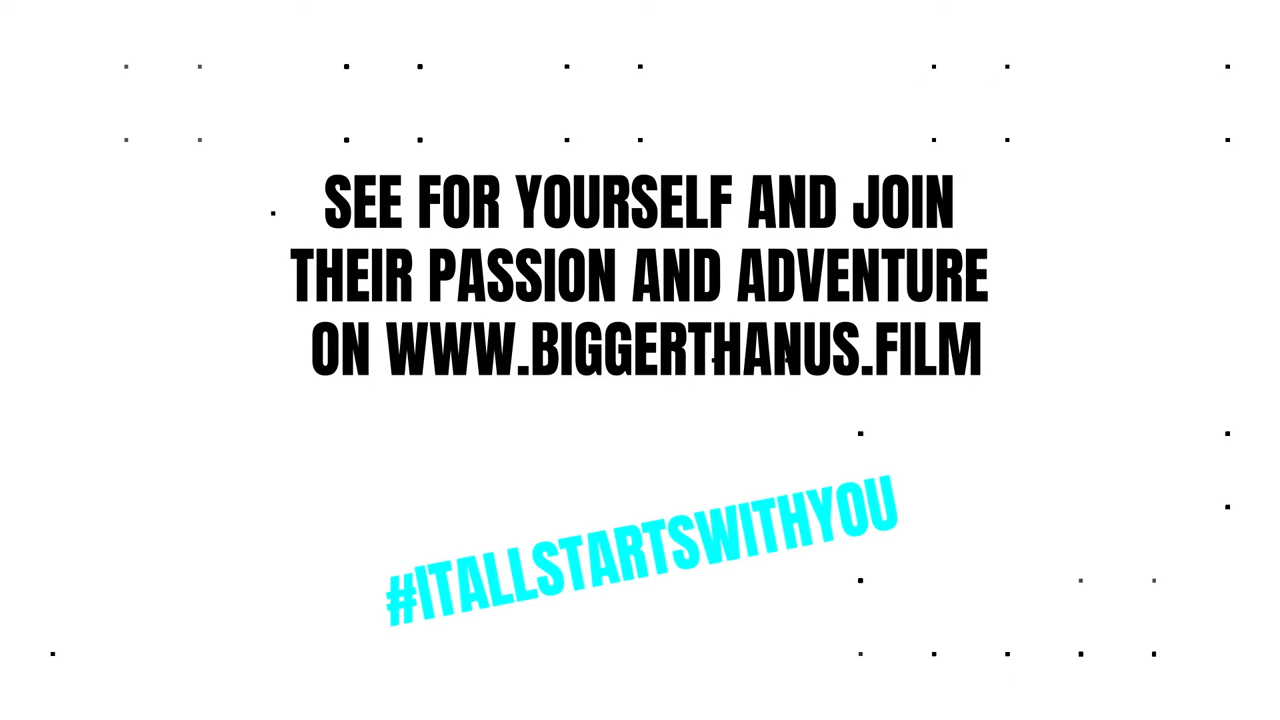 SEE FOR YOURSELF AND JOIN
THEIR PASSION AND ADVENTURE
ON WWW.BIGGERTHANUS.FILM
#ITALLSTARTSWITHYOU